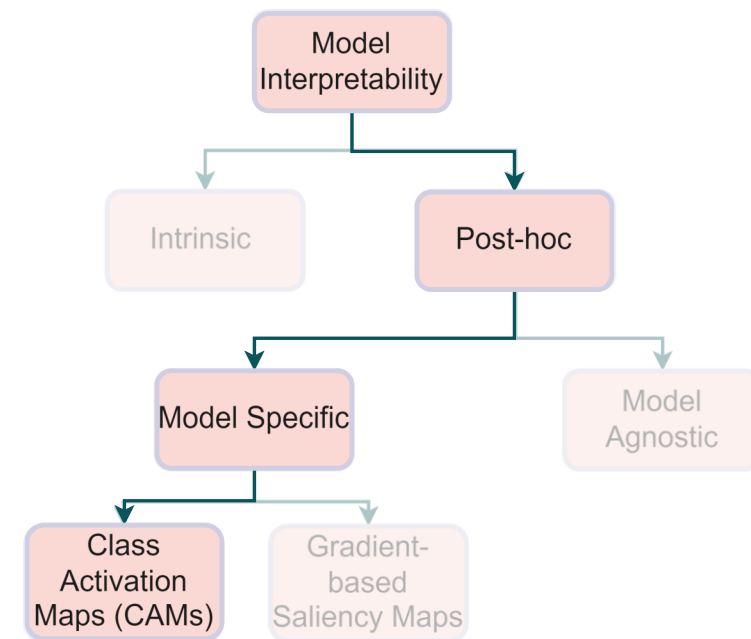 Model
Interpretability
Intrinsic
Post-hoc
Model Specific
Model
Agnostic
Class
Activation
Maps (CAMs)
Gradient-
based
Saliency Maps